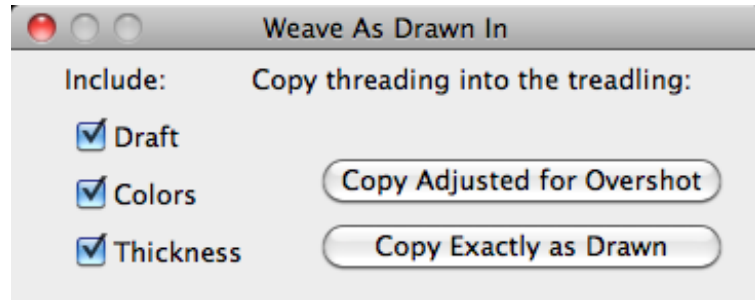 Weave As Drawn In
Include:
Copy threading into the treadling:
Draft
Colors
Thickness
Copy Adjusted for Overshot
Copy Exactly as Drawn